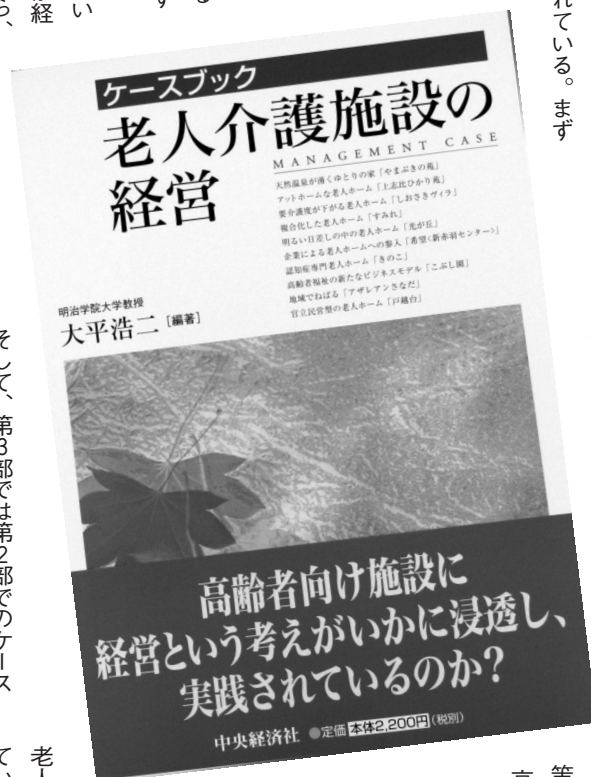 れている。まず
ケースブック
老人介護施設の
経営
MANAGEMENT CASE
天然温泉が湧くゆとりの家「やまぶきの苑」
アットホームな老人ホーム「上志比ひかり苑」
要介護度が下がる老人ホーム「しおさきヴィラ」
複合化した老人ホーム「すみれ」
明るい日差しの中の老人ホーム「光が丘」
企業による老人ホームへの参入「希望〈新赤羽センター〉」
認知症専門老人ホーム「きのこ」
高齢者福祉の新たなビジネスモデル「こぶし園」
地域でねばる「アザレアンさなだ」
官立民営型の老人ホーム「戸越台」
明治学院大学教授
大平浩二［編著］
高齢者向け施設に
経営という考えがいかに浸透し、
実践されているのか?
中央経済社 ●定価 本体2,200円(税別)
そして、第3部では第2部でのケース
老人